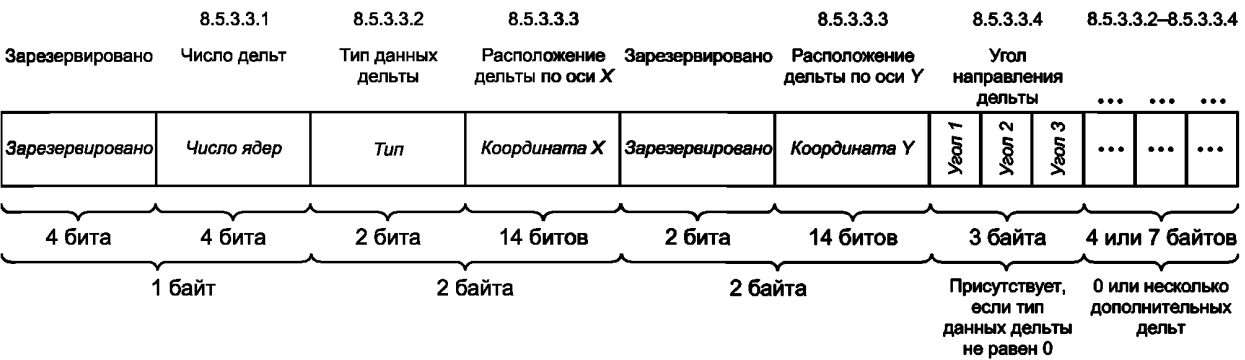 8.5.3.3.1 8.5.3.3.2 8.5.3.3.3 8.5.3.3.3 8.5.3.3.4 8.5.3.3.2–8.5.3.3.4
Зарезервировано Число дельт Тип данных Расположение Зарезервировано Расположение Угол
дельты дельты по оси X дельты по оси Y направления
дельты ... ... ...
Зарезервировано Число ядер Тип Координата X Зарезервировано Координата Y Угол 1 Угол 2 Угол 3 ... ... ...
4 бита 4 бита 2 бита 14 битов 2 бита 14 битов 3 байта 4 или 7 байтов
1 байт 2 байта 2 байта Присутствует, 0 или несколько
если тип дополнительных
данных дельты дельт
не равен 0